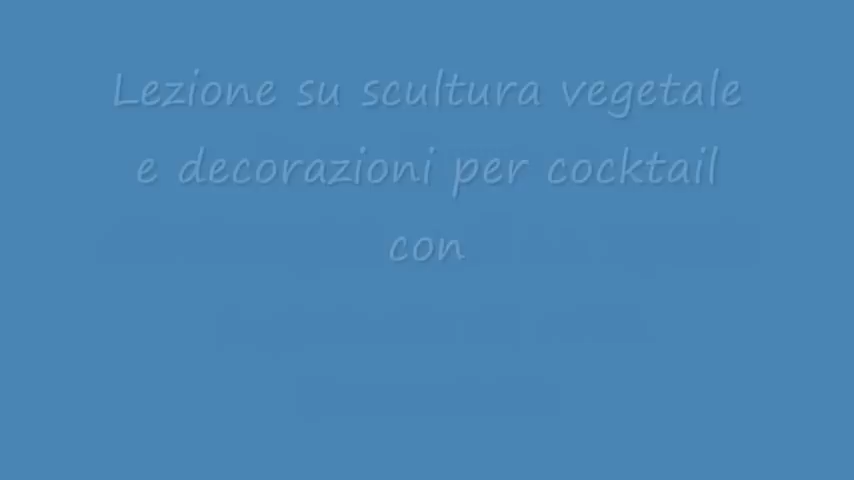 Lezione su scultura vegetale
e decorazioni per cocktail
con